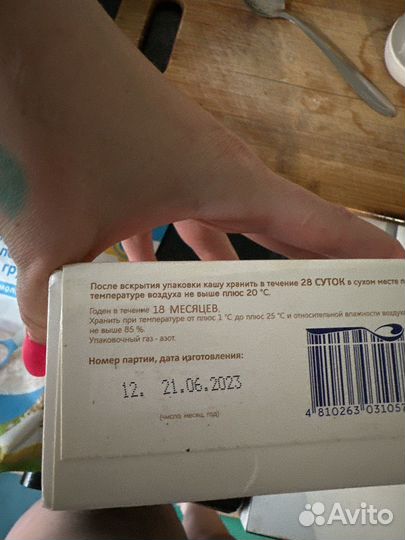 После вскрытия упаковки кашу хранить в течение 28 СУТОК в сухом месте п
температуре воздуха не выше плюс 20 °С.
Годен в течение 18 МЕСЯЦЕВ.
Хранить при температуре от плюс 1 °С до плюс 25 °С и относительной влажности воздуха
не выше 85 %.
Упаковочный газ - азот.
Номер партии, дата изготовления:
12. 21.06.2023
(число, месяц, год)
4 810263 031057
Avito